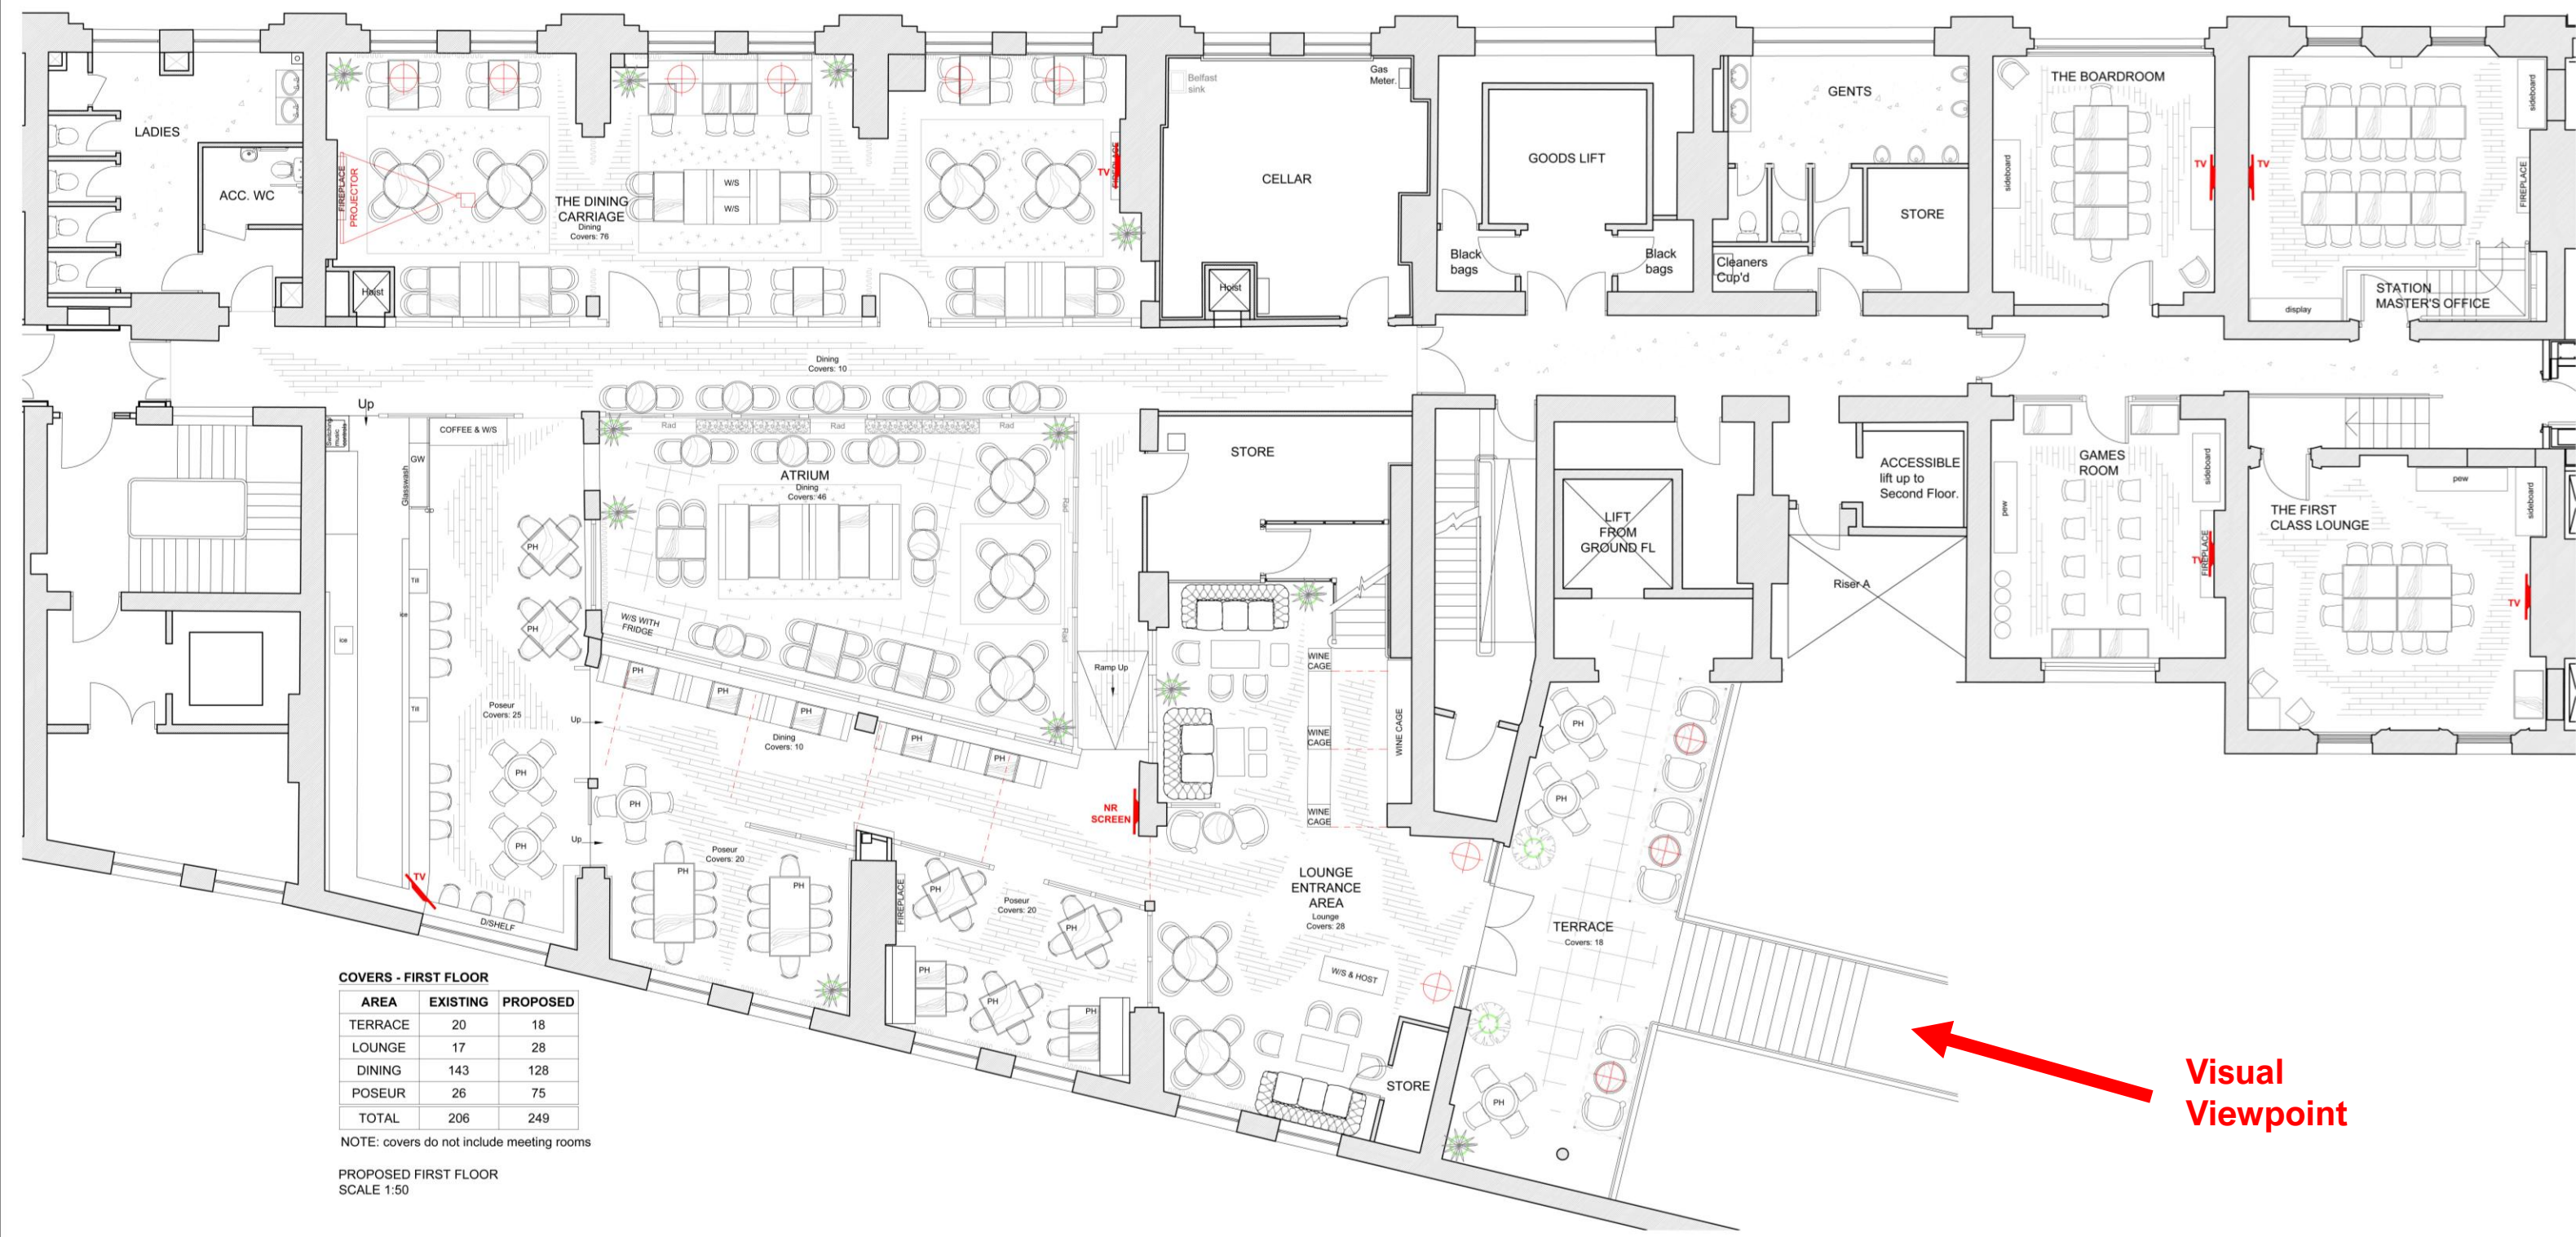 LADIES
ACC. WC
FIREPLACE
PROJECTOR
Hoist
THE DINING
CARRIAGE
Dining
Covers: 76
W/S
W/S
TV
Belfast
sink
Gas
Meter.
CELLAR
Hoist
GOODS LIFT
Black
bags
Black
bags
GENTS
STORE
Cleaners
Cup'd
THE BOARDROOM
sideboard
TV
TV
sideboard
FIREPLACE
STATION
MASTER'S OFFICE
display
Dining
Covers: 10
Up
Switching
music
controls
COFFEE & W/S
GW
Glasswash
Till
ice
ice
Till
Poseur
Covers: 25
PH
PH
PH
PH
TV
D/SHELF
Rad
Rad
Rad
ATRIUM
Dining
Covers: 46
Rad
Rad
W/S WITH
FRIDGE
Ramp Up
PH
PH
PH
PH
PH
Up
Dining
Covers: 10
Up
PH
Poseur
Covers: 20
PH
PH
FIREPLACE
NR
SCREEN
PH
Poseur
Covers: 20
PH
PH
PH
PH
STORE
WINE
CAGE
WINE
CAGE
WINE
CAGE
WINE CAGE
LOUNGE
ENTRANCE
AREA
Lounge
Covers: 28
W/S & HOST
STORE
LIFT
FROM
GROUND FL
ACCESSIBLE
lift up to
Second Floor.
Riser A
PH
PH
TERRACE
Covers: 18
PH
GAMES
ROOM
pew
sideboard
FIREPLACE
TV
THE FIRST
CLASS LOUNGE
pew
sideboard
TV
Visual
Viewpoint
COVERS - FIRST FLOOR
AREA EXISTING PROPOSED
TERRACE 20 18
LOUNGE 17 28
DINING 143 128
POSEUR 26 75
TOTAL 206 249
NOTE: covers do not include meeting rooms
PROPOSED FIRST FLOOR
SCALE 1:50